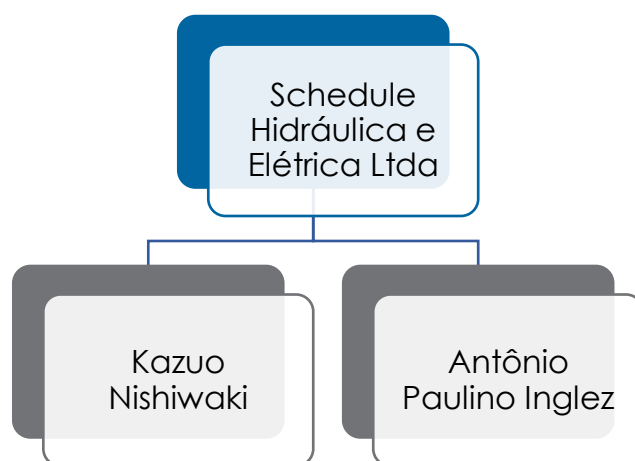 Schedule
Hidráulica e
Elétrica Ltda
Kazuo
Nishiwaki
Antônio
Paulino Inglez